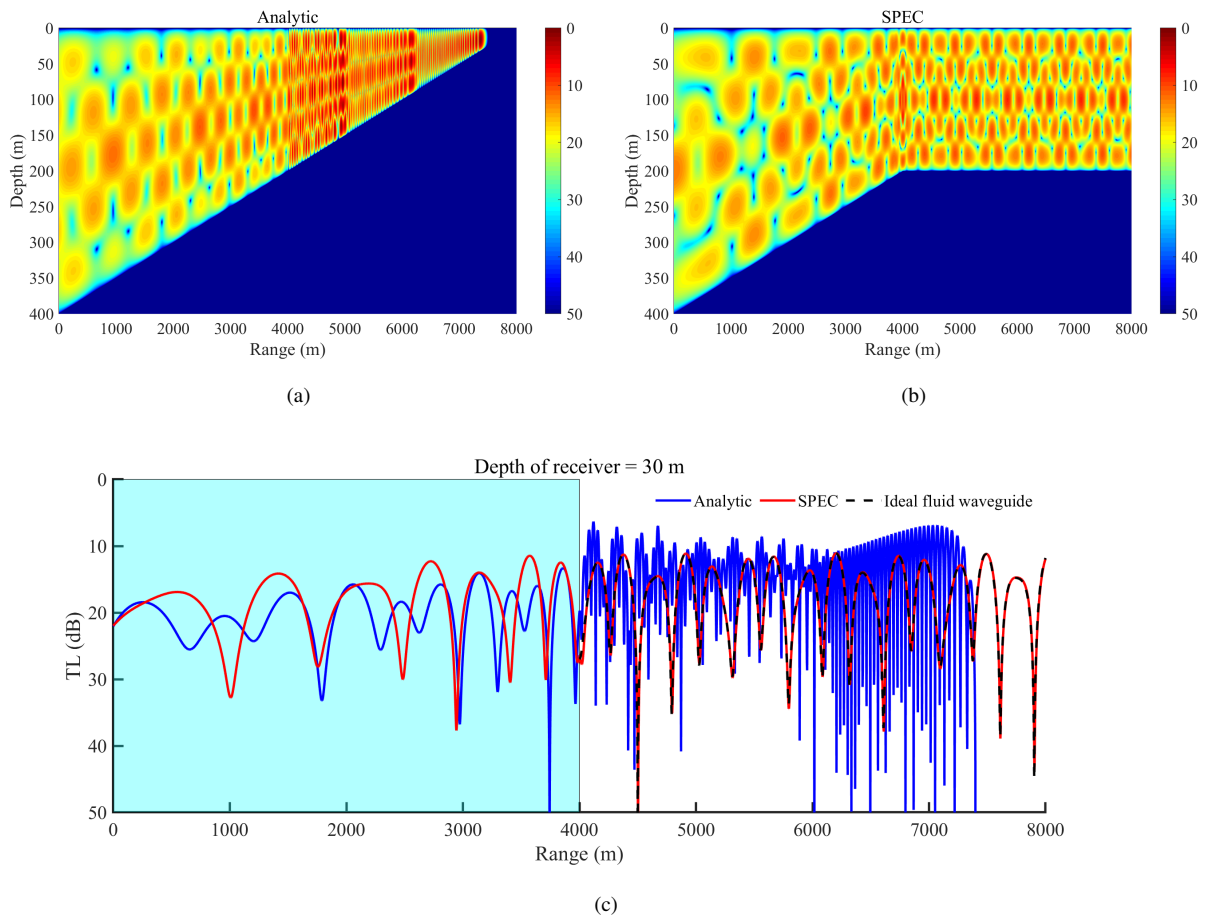 Analytic
0
50
100
150
200
250
300
350
400
Depth (m)
0 1000 2000 3000 4000 5000 6000 7000 8000
Range (m)
0
10
20
30
40
50
(a)
SPEC
0
50
100
150
200
250
300
350
400
Depth (m)
0 1000 2000 3000 4000 5000 6000 7000 8000
Range (m)
0
10
20
30
40
50
(b)
Depth of receiver = 30 m
Analytic SPEC Ideal fluid waveguide
0
10
20
30
40
50
TL (dB)
0 1000 2000 3000 4000 5000 6000 7000 8000
Range (m)
(c)